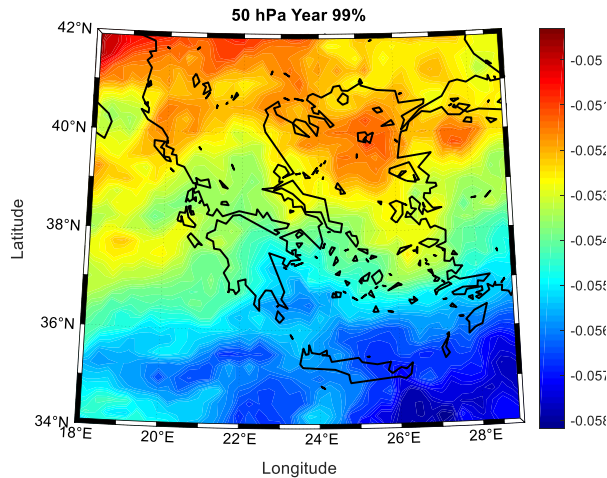 50 hPa Year 99%
42°N
40°N
38°N
36°N
34°N
18°E
20°E
22°E
24°E
26°E
28°E
Latitude
Longitude
-0.05
-0.051
-0.052
-0.053
-0.054
-0.055
-0.056
-0.057
-0.058